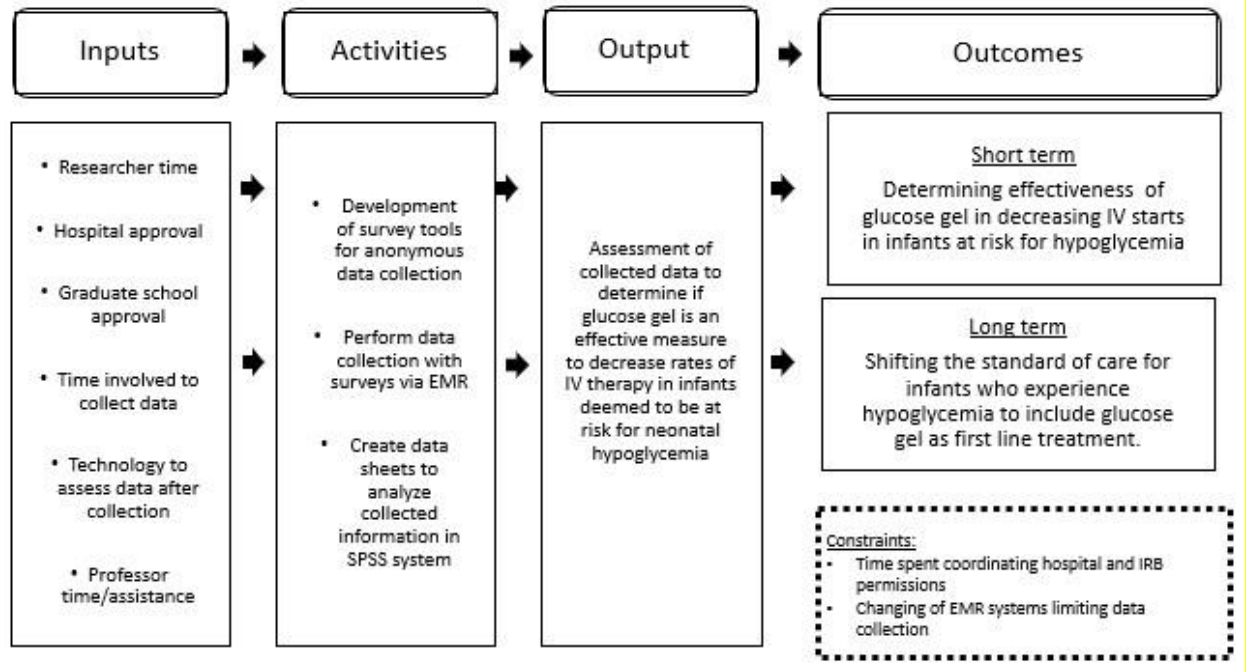 Inputs
Activities
Output
Outcomes
• Researcher time
• Hospital approval
• Graduate school
approval
• Time involved to
collect data
• Technology to
assess data after
collection
• Professor
time/assistance
• Development
of survey tools
for anonymous
data collection
• Perform data
collection with
surveys via EMR
• Create data
sheets to
analyze
collected
information in
SPSS system
Assessment of
collected data to
determine if
glucose gel is an
effective measure
to decrease rates of
IV therapy in infants
deemed to be at
risk for neonatal
hypoglycemia
Short term
Determining effectiveness of
glucose gel in decreasing IV starts
in infants at risk for hypoglycemia
Long term
Shifting the standard of care for
infants who experience
hypoglycemia to include glucose
gel as first line treatment.
Constraints:
- Time spent coordinating hospital and IRB
permissions
- Changing of EMR systems limiting data
collection